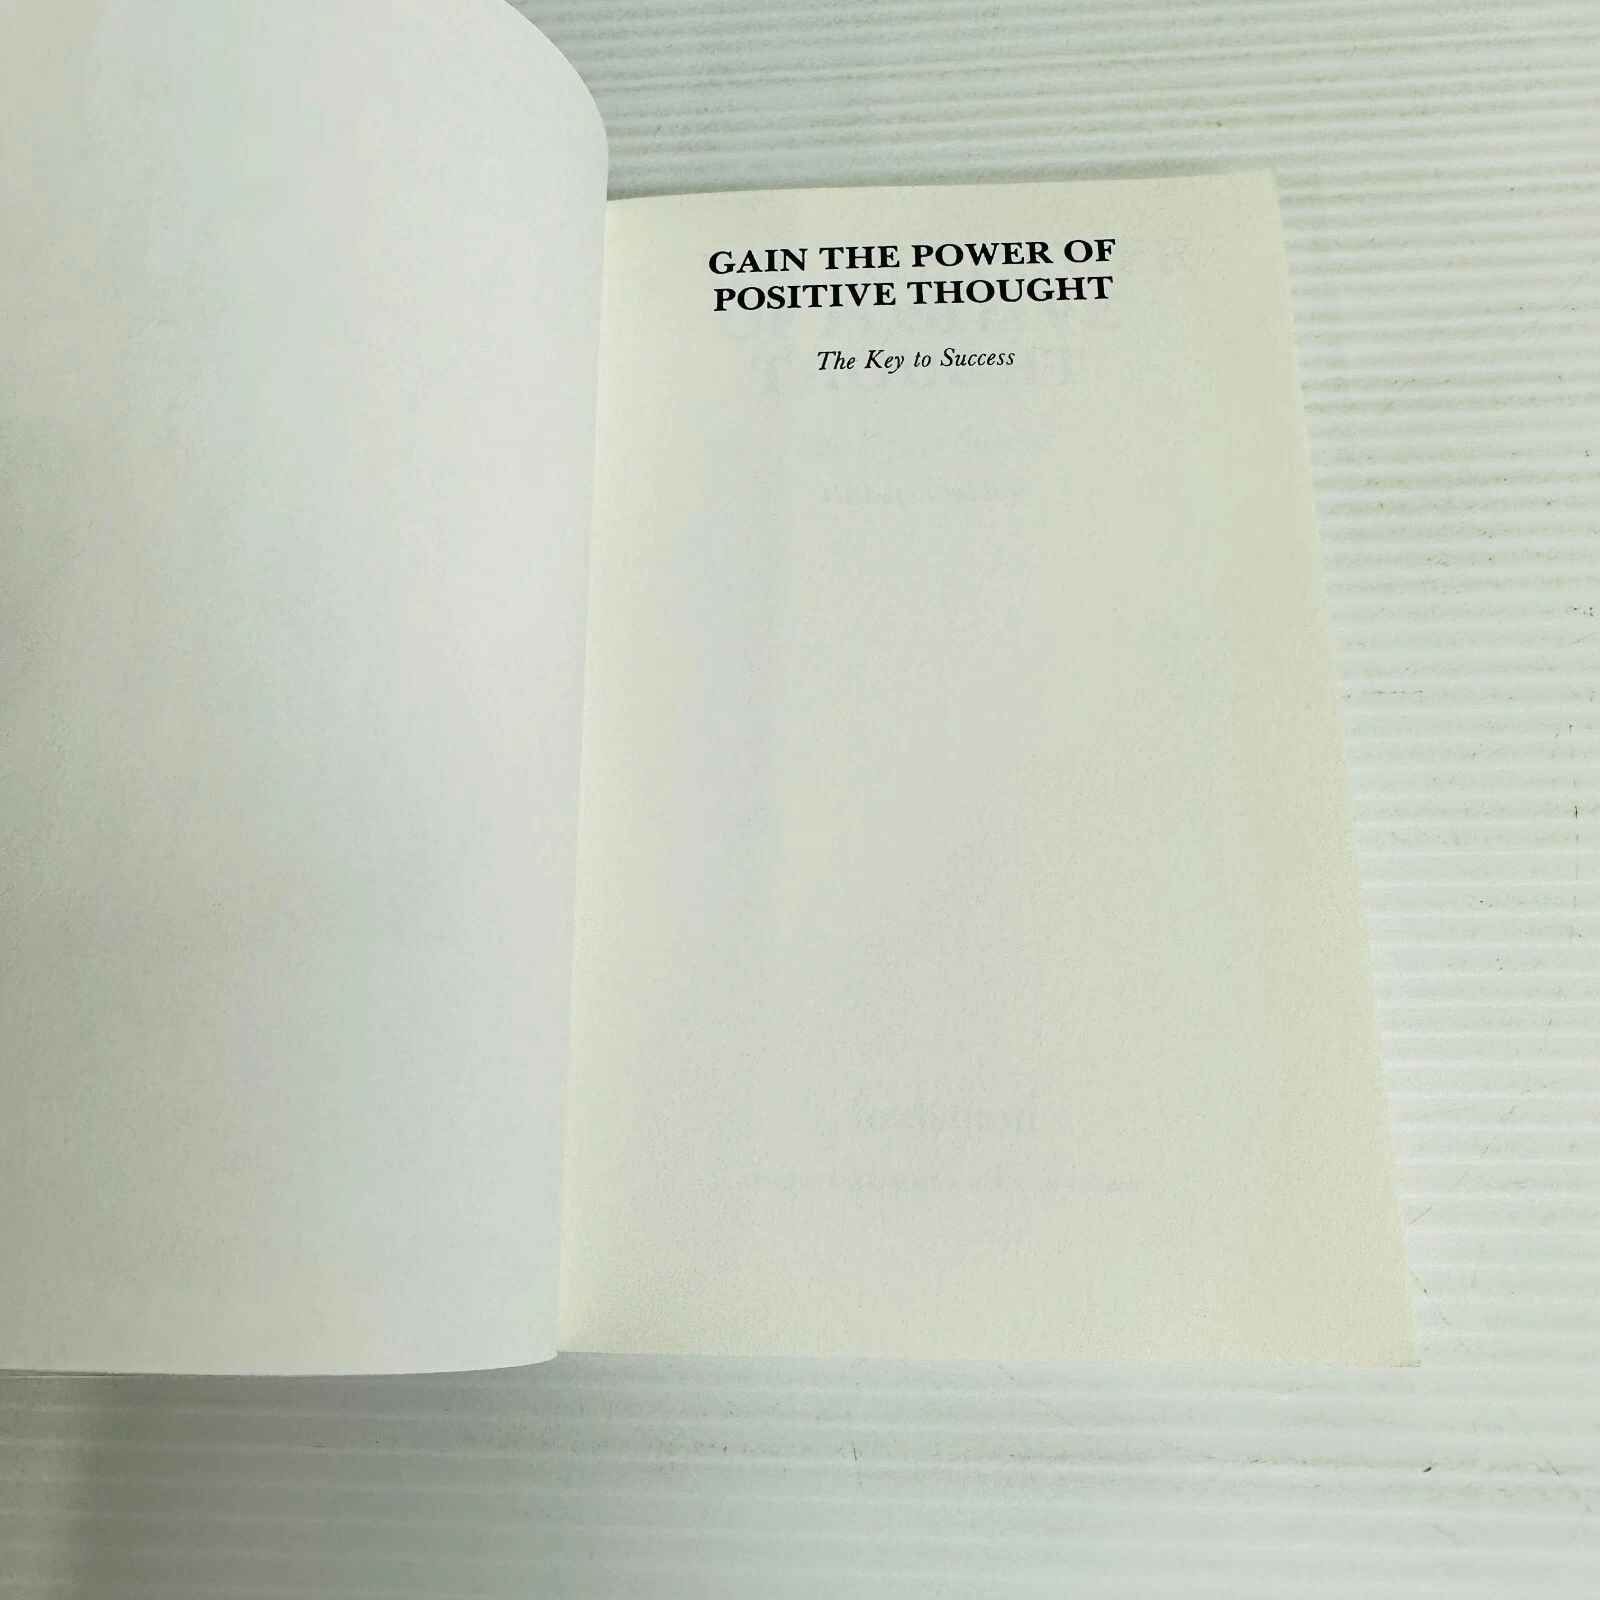 GAIN THE POWER OF
POSITIVE THOUGHT
The Key to Success